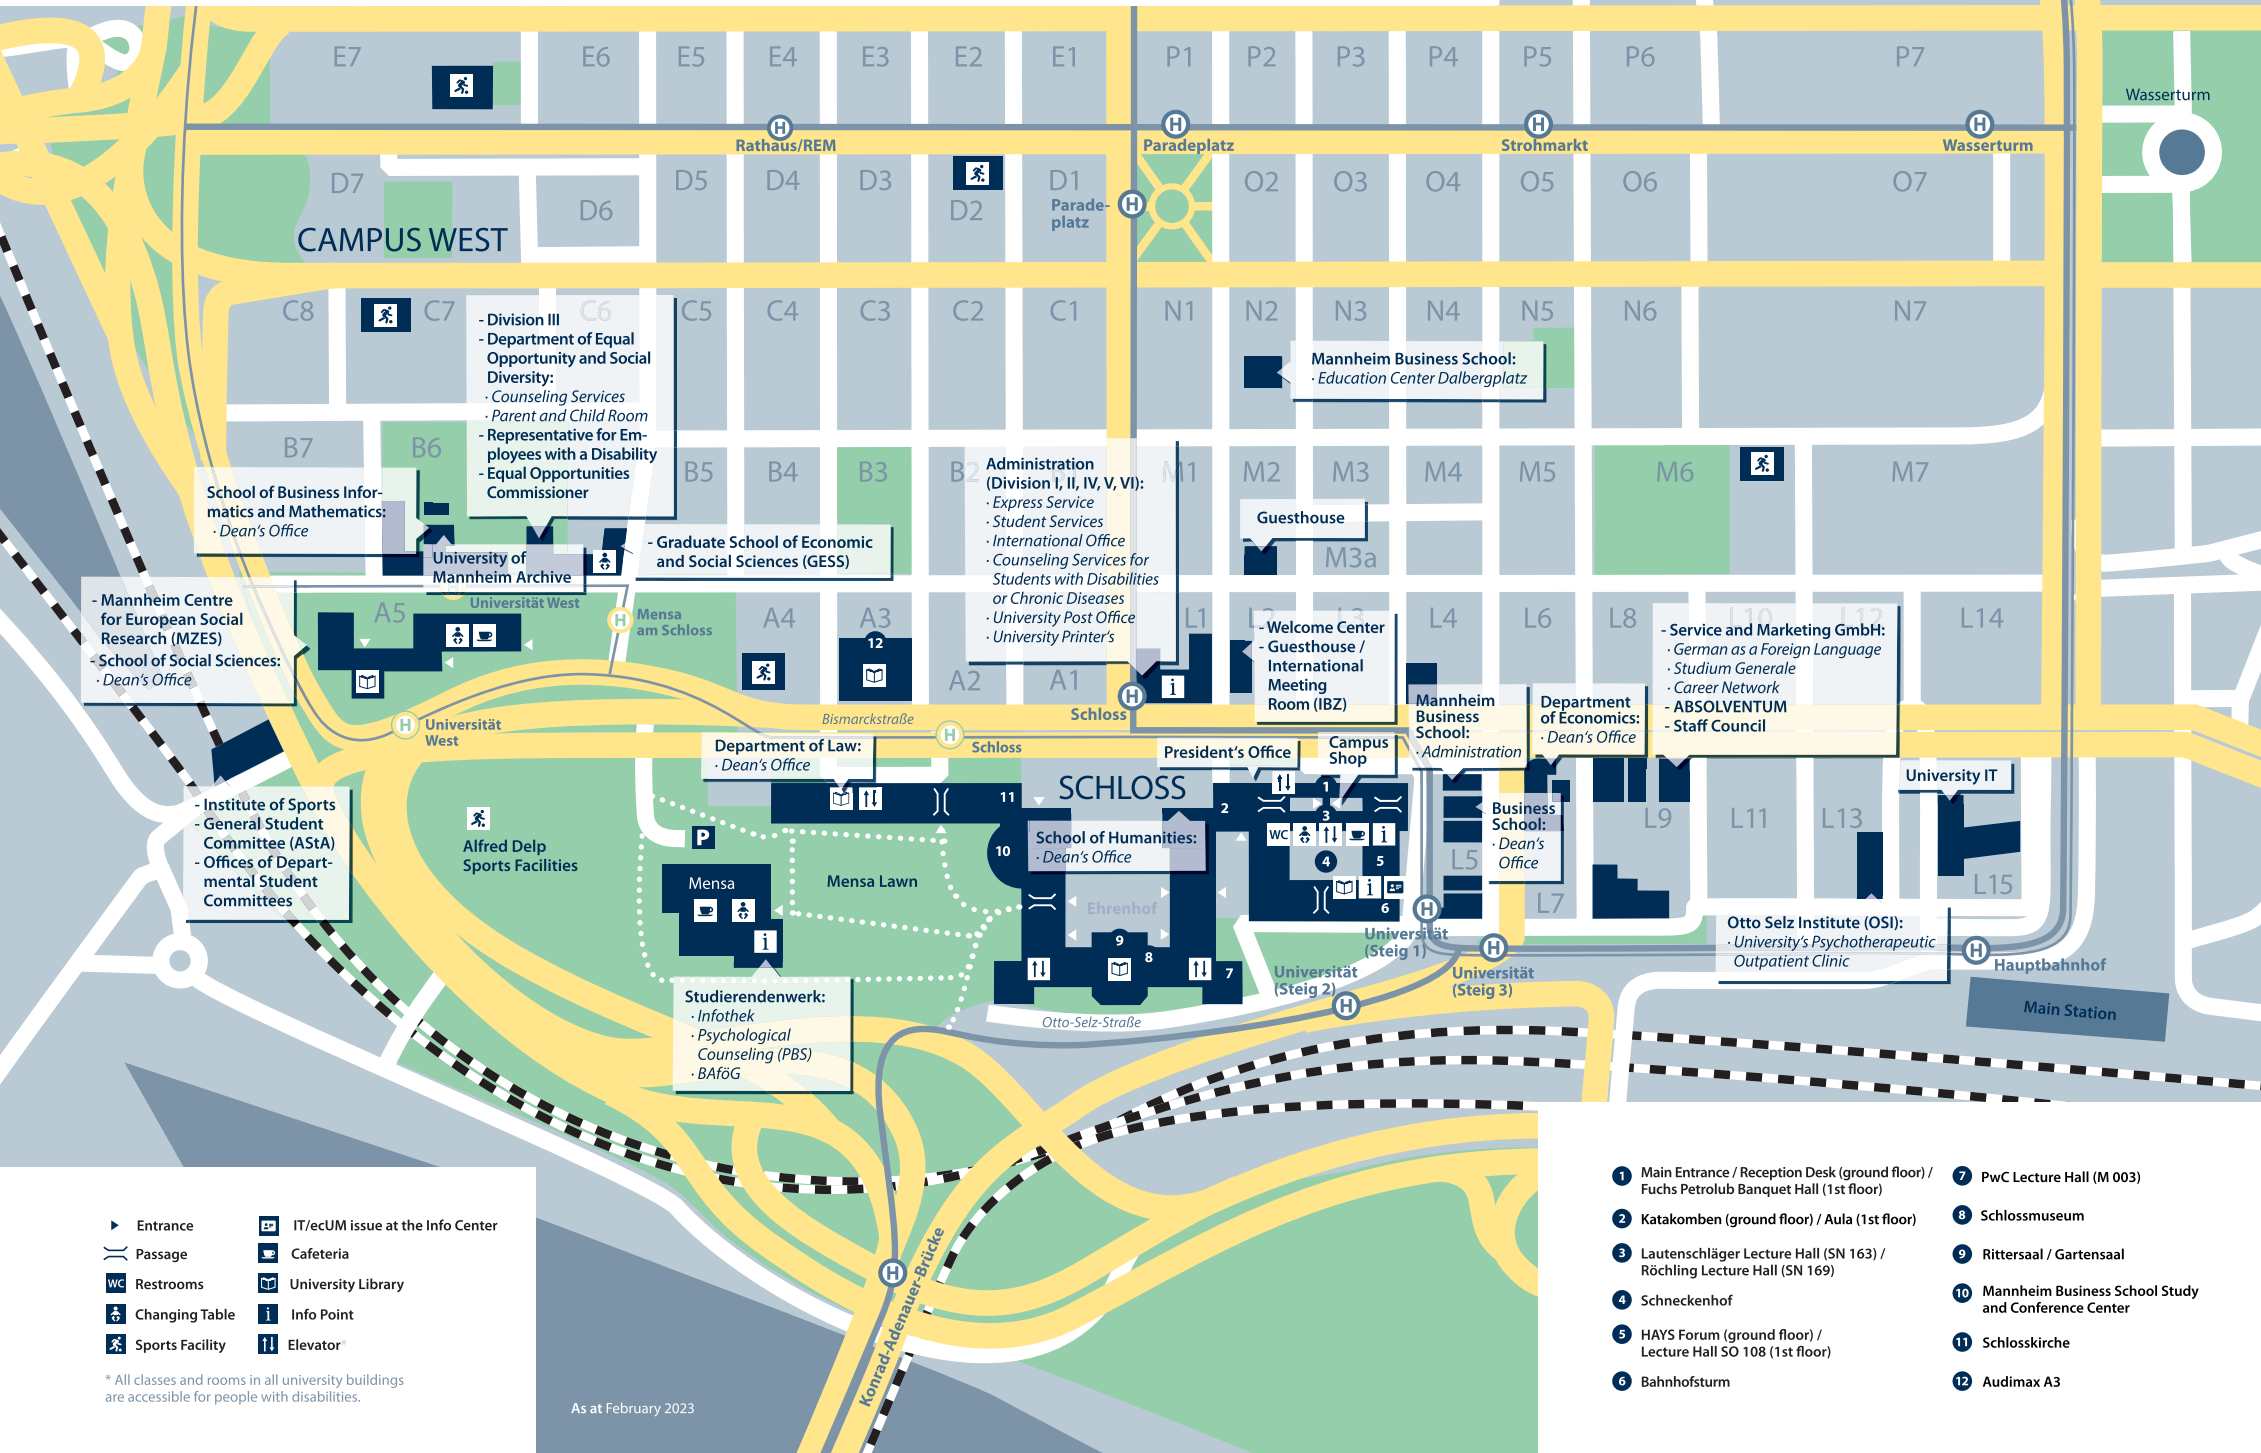 E7
E6
E5
E4
E3
E2
E1
P1
P2
P3
P4
P5
P6
P7
Wasserturm
H
H
H
H
Rathaus/REM
Paradeplatz
Strohmarkt
Wasserturm
D7
D6
D5
D4
D3
D2
D1
Parade-
platz
H
O2
O3
O4
O5
O6
O7
CAMPUS WEST
C8
C7
C6
C5
C4
C3
C2
C1
N1
N2
N3
N4
N5
N6
N7
- Division III
- Department of Equal
Opportunity and Social
Diversity:
· Counseling Services
· Parent and Child Room
- Representative for Em-
ployees with a Disability
- Equal Opportunities
Commissioner
Mannheim Business School:
· Education Center Dalbergplatz
B7
B6
B5
B4
B3
B2
M1
M2
M3
M4
M5
M6
M7
School of Business Infor-
matics and Mathematics:
· Dean's Office
University of
Mannheim Archive
- Graduate School of Economic
and Social Sciences (GESS)
Administration
(Division I, II, IV, V, VI):
· Express Service
· Student Services
· International Office
· Counseling Services for
Students with Disabilities
or Chronic Diseases
· University Post Office
· University Printer's
Guesthouse
M3a
- Mannheim Centre
for European Social
Research (MZES)
- School of Social Sciences:
· Dean's Office
A5
Universität West
H
Mensa
am Schloss
A4
A3
12
A2
A1
L1
L2
L3
L4
L6
L8
L10
L12
L14
- Welcome Center
- Guesthouse /
International
Meeting
Room (IBZ)
- Service and Marketing GmbH:
· German as a Foreign Language
· Studium Generale
· Career Network
- ABSOLVENTUM
- Staff Council
i
H
Schloss
H
Universität
West
Bismarckstraße
H
Schloss
Department of Law:
· Dean's Office
President's Office
Campus
Shop
Mannheim
Business
School:
· Administration
Department
of Economics:
· Dean's Office
University IT
SCHLOSS
11
2
1
3
WC
i
4
5
i
6
- Institute of Sports
- General Student
Committee (AStA)
- Offices of Depart-
mental Student
Committees
Alfred Delp
Sports Facilities
P
Mensa
i
Mensa Lawn
10
School of Humanities:
· Dean's Office
Ehrenhof
9
8
7
Business
School:
· Dean's
Office
L5
L7
L9
L11
L13
L15
H
Universität
(Steig 1)
H
Universität
(Steig 2)
H
Universität
(Steig 3)
Otto Selz Institute (OSI):
· University's Psychotherapeutic
Outpatient Clinic
H
Hauptbahnhof
Main Station
Studierendenwerk:
· Infothek
· Psychological
Counseling (PBS)
· BAföG
Otto-Selz-Straße
H
Konrad-Adenauer-Brücke
Entrance
Passage
WC Restrooms
Changing Table
Sports Facility
IT/ecUM issue at the Info Center
Cafeteria
University Library
i Info Point
Elevator*
* All classes and rooms in all university buildings
are accessible for people with disabilities.
As at February 2023
1 Main Entrance / Reception Desk (ground floor) /
Fuchs Petrolub Banquet Hall (1st floor)
2 Katakomben (ground floor) / Aula (1st floor)
3 Lautenschläger Lecture Hall (SN 163) /
Röchling Lecture Hall (SN 169)
4 Schneckenhof
5 HAYS Forum (ground floor) /
Lecture Hall SO 108 (1st floor)
6 Bahnhofsturm
7 PwC Lecture Hall (M 003)
8 Schlossmuseum
9 Rittersaal / Gartensaal
10 Mannheim Business School Study
and Conference Center
11 Schlosskirche
12 Audimax A3